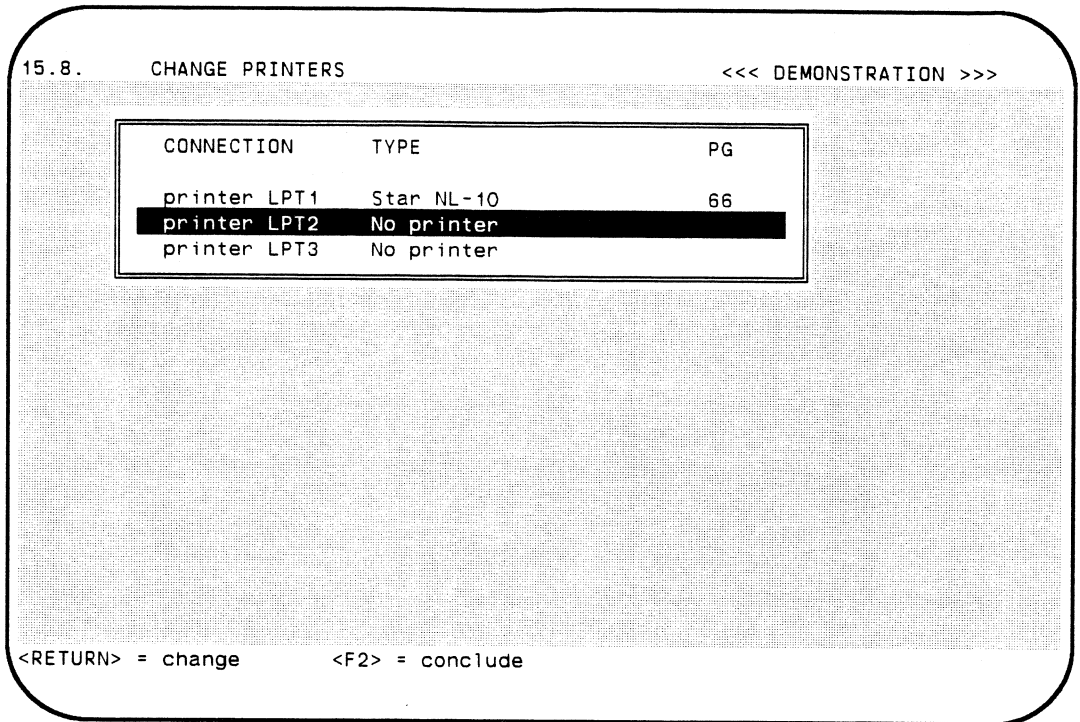 15.8. CHANGE PRINTERS <<< DEMONSTRATION >>>
CONNECTION TYPE PG
printer LPT1 Star NL-10 66
printer LPT2 No printer
printer LPT3 No printer
<RETURN> = change <F2> = conclude